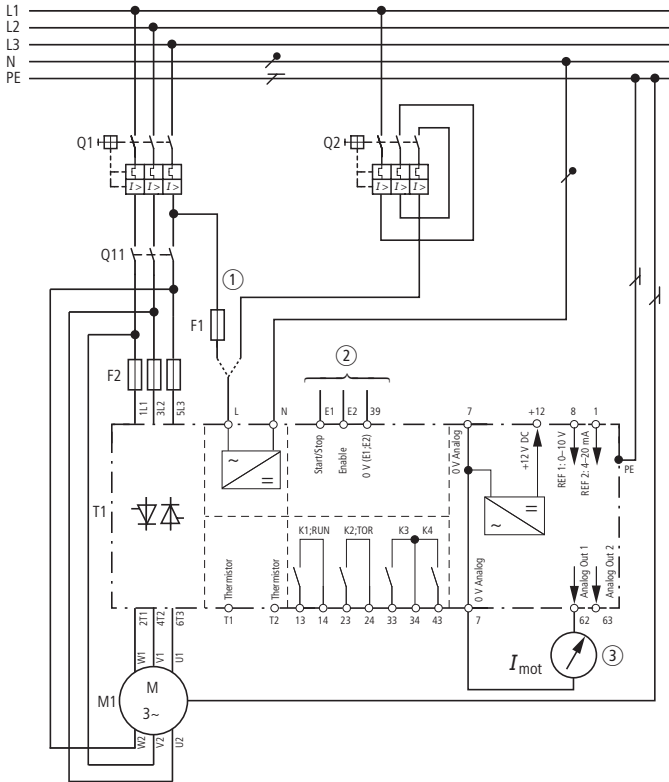 L1
L2
L3
N
PE
Q1
Q2
I> I> I>
I> I> I>
Q11
①
F1
②
F2
1L1
3L2
5L3
L
N
E1
E2
39
7
+12
8
1
Start/Stop
Enable
0 V (E1;E2)
0 V Analog
+12 V DC
REF 1: 0–10 V
REF 2: 4–20 mA
PE
~
=
=
~
T1
K1;RUN
K2;TOR
K3
K4
Thermistor
Thermistor
0 V Analog
Analog Out 1
Analog Out 2
2T1
4T2
6T3
T1
T2
13
14
23
24
33
34
43
7
62
63
W1
V1
U1
I mot
③
M1
M
3~
W2
V2
U2